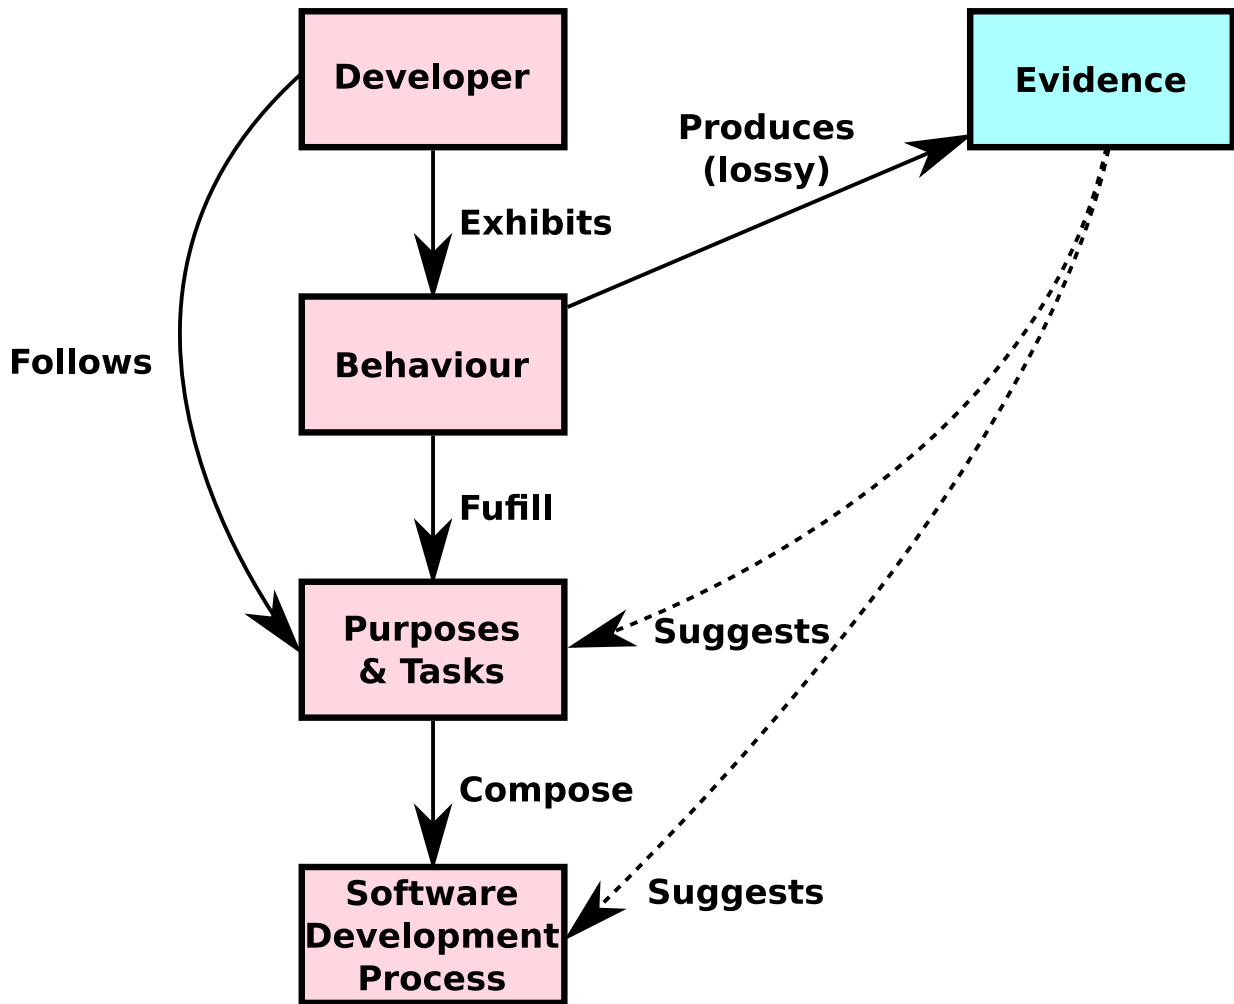 Developer
Evidence
Produces
(lossy)
Exhibits
Follows
Behaviour
Fufill
Purposes
& Tasks
Suggests
Compose
Software
Development
Process
Suggests